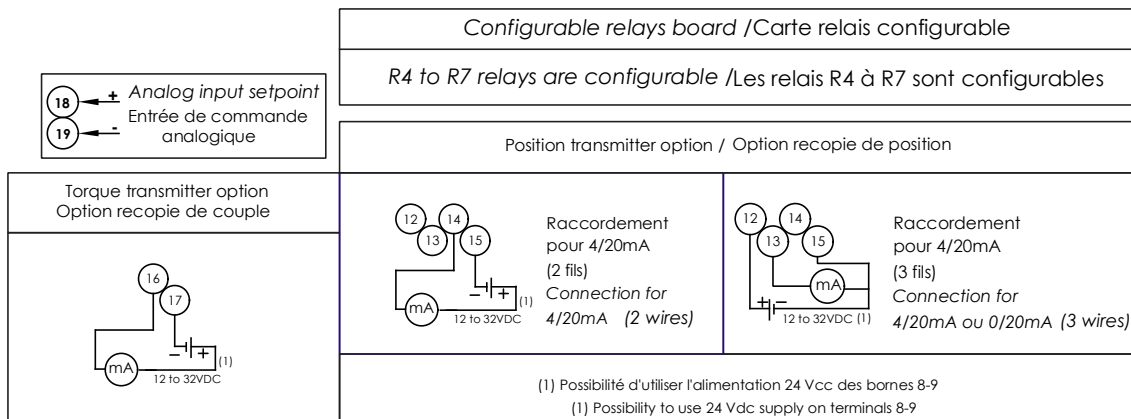 Configurable relays board /Carte relais configurable
R4 to R7 relays are configurable /Les relais R4 à R7 sont configurables
18 + Analog input setpoint
19 - Entrée de commande
analogique
Position transmitter option / Option recopie de position
Torque transmitter option
Option recopie de couple
16
17
mA
− +
(1)
12 to 32VDC
12 14
13 15
mA
− +
(1)
12 to 32VDC
Raccordement
pour 4/20mA
(2 fils)
Connection for
4/20mA (2 wires)
12 14
13 15
mA
+ −
12 to 32VDC (1)
Raccordement
pour 4/20mA
(3 fils)
Connection for
4/20mA ou 0/20mA (3 wires)
(1) Possibilité d'utiliser l'alimentation 24 Vcc des bornes 8-9
(1) Possibility to use 24 Vdc supply on terminals 8-9